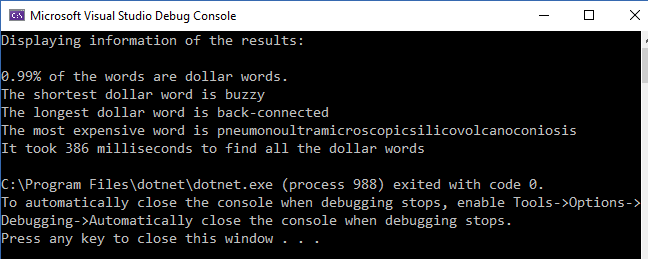 Microsoft Visual Studio Debug Console
Displaying information of the results:
0.99% of the words are dollar words.
The shortest dollar word is buzzy
The longest dollar word is back-connected
The most expensive word is pneumonoultramicroscopicsilicovolcanoconiosis
It took 386 milliseconds to find all the dollar words
C:\Program Files\dotnet\dotnet.exe (process 988) exited with code 0.
To automatically close the console when debugging stops, enable Tools->Options->
Debugging->Automatically close the console when debugging stops.
Press any key to close this window . . .